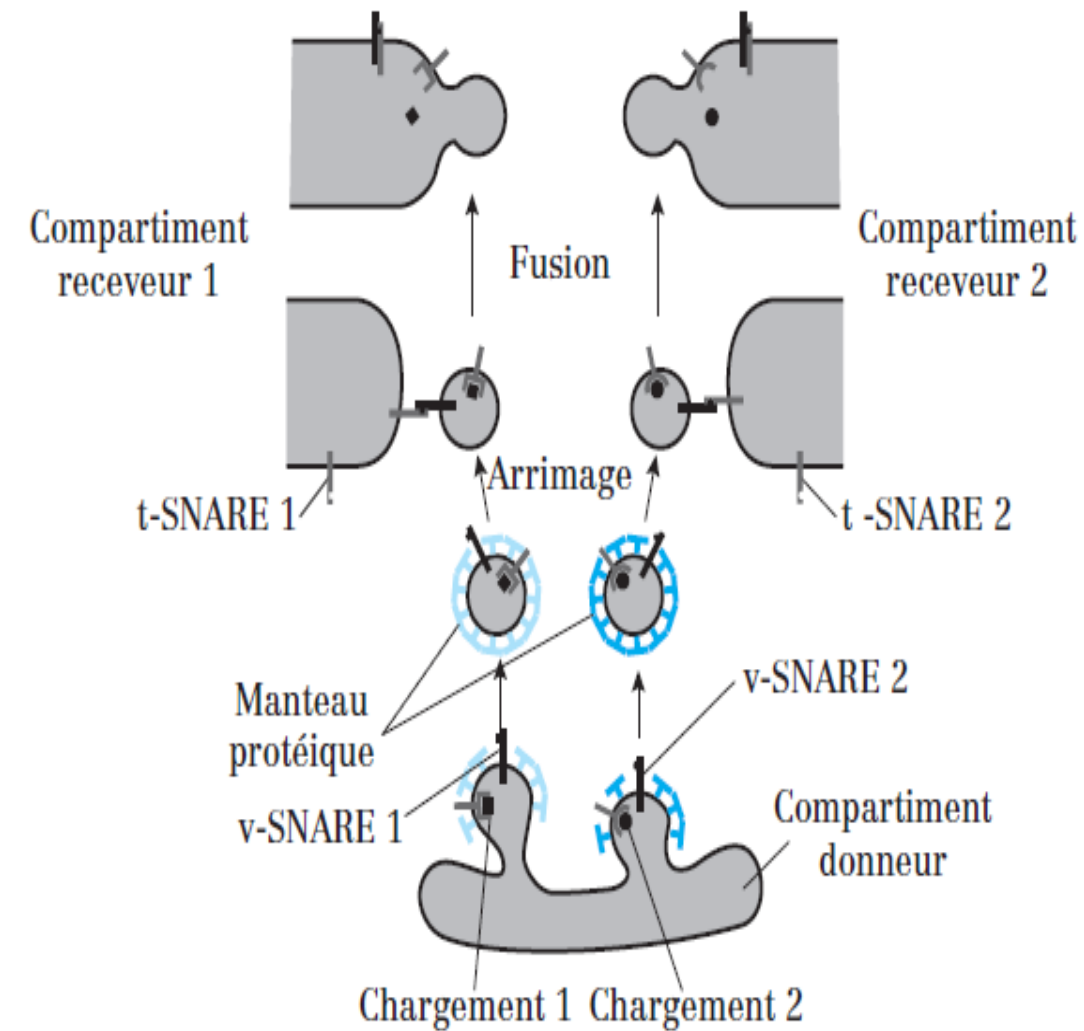 Compartiment
receveur 1
Fusion
Compartiment
receveur 2
Arrimage
t-SNARE 1
t -SNARE 2
Manteau
protéique
v-SNARE 2
v-SNARE 1
Compartiment
donneur
Chargement 1
Chargement 2